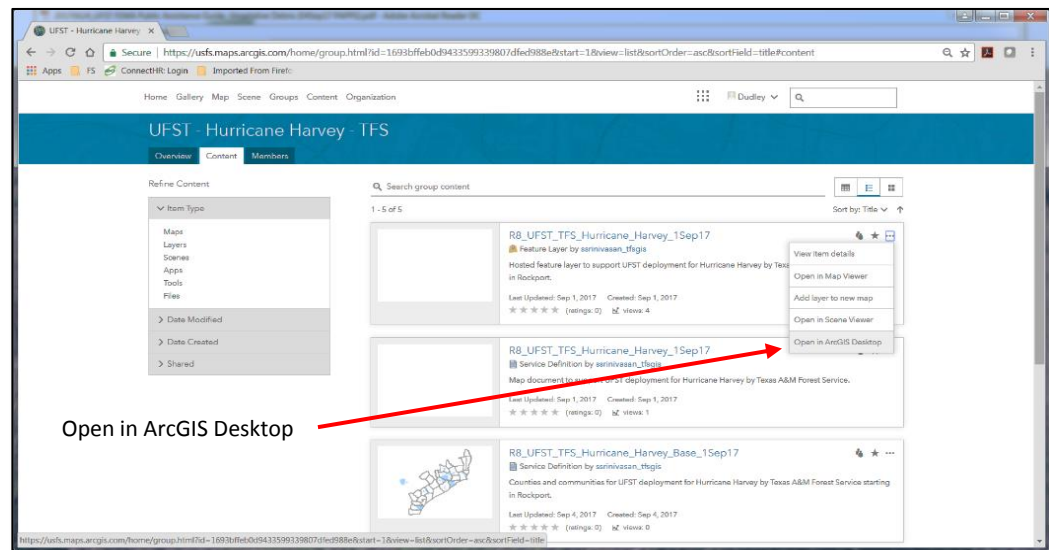 UFST - Hurricane Harvey
Secure | https://usfs.maps.arcgis.com/home/group.html?id=1693bffeb0d9433599339807dfed988e&start=1&view=list&sortOrder=asc&sortField=title#content
Apps FS ConnectHR: Login Imported From Firefo
Home Gallery Map Scene Groups Content Organization Dudley
UFST - Hurricane Harvey - TFS
Overview Content Members
Refine Content
Search group content
Item Type
1 - 5 of 5
Sort by: Title
Maps
Layers
Scenes
Apps
Tools
Files
Date Modified
Date Created
Shared
R8_UFST_TFS_Hurricane_Harvey_1Sep17
Feature Layer by ssrinivasan_tfsgis
Hosted feature layer to support UFST deployment for Hurricane Harvey by Texa
in Rockport.
Last Updated: Sep 1, 2017 Created: Sep 1, 2017
(ratings: 0) views: 4
View item details
Open in Map Viewer
Add layer to new map
Open in Scene Viewer
Open in ArcGIS Desktop
R8_UFST_TFS_Hurricane_Harvey_1Sep17
Service Definition by ssrinivasan_tfsgis
Map document to support UFST deployment for Hurricane Harvey by Texas A&M Forest Service.
Last Updated: Sep 1, 2017 Created: Sep 1, 2017
(ratings: 0) views: 1
Open in ArcGIS Desktop
R8_UFST_TFS_Hurricane_Harvey_Base_1Sep17
Service Definition by ssrinivasan_tfsgis
Counties and communities for UFST deployment for Hurricane Harvey by Texas A&M Forest Service starting
in Rockport.
Last Updated: Sep 4, 2017 Created: Sep 4, 2017
(ratings: 0) views: 0
https://usfs.maps.arcgis.com/home/group.html?id=1693bffeb0d9433599339807dfed988e&start=1&view=list&sortOrder=asc&sortField=title